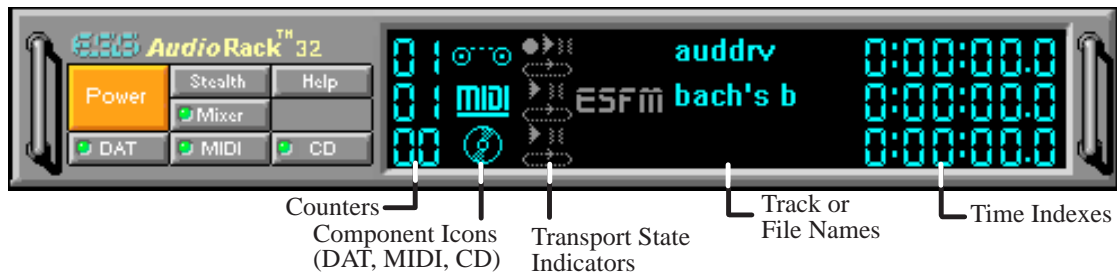 ESS AudioRack™32
Power
Stealth
Help
Mixer
DAT
MIDI
CD
01 auddrv 0:00:00.0
01 MIDI ESFM bach's b 0:00:00.0
00 0:00:00.0
Counters
Component Icons
(DAT, MIDI, CD)
Transport State
Indicators
Track or
File Names
Time Indexes